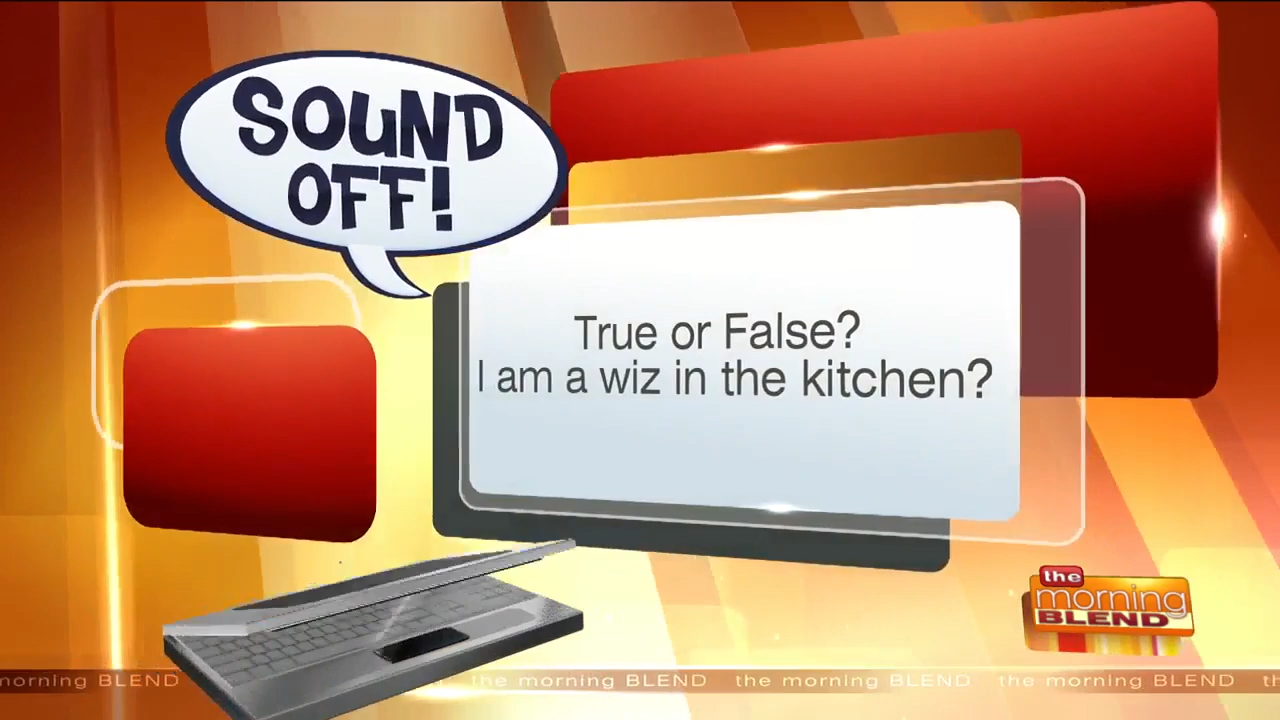 SOUND
OFF!
True or False?
I am a wiz in the kitchen?
the
morning
BLEND
morning BLEND the morning BLEND the morning BLEND the morning BLEND th